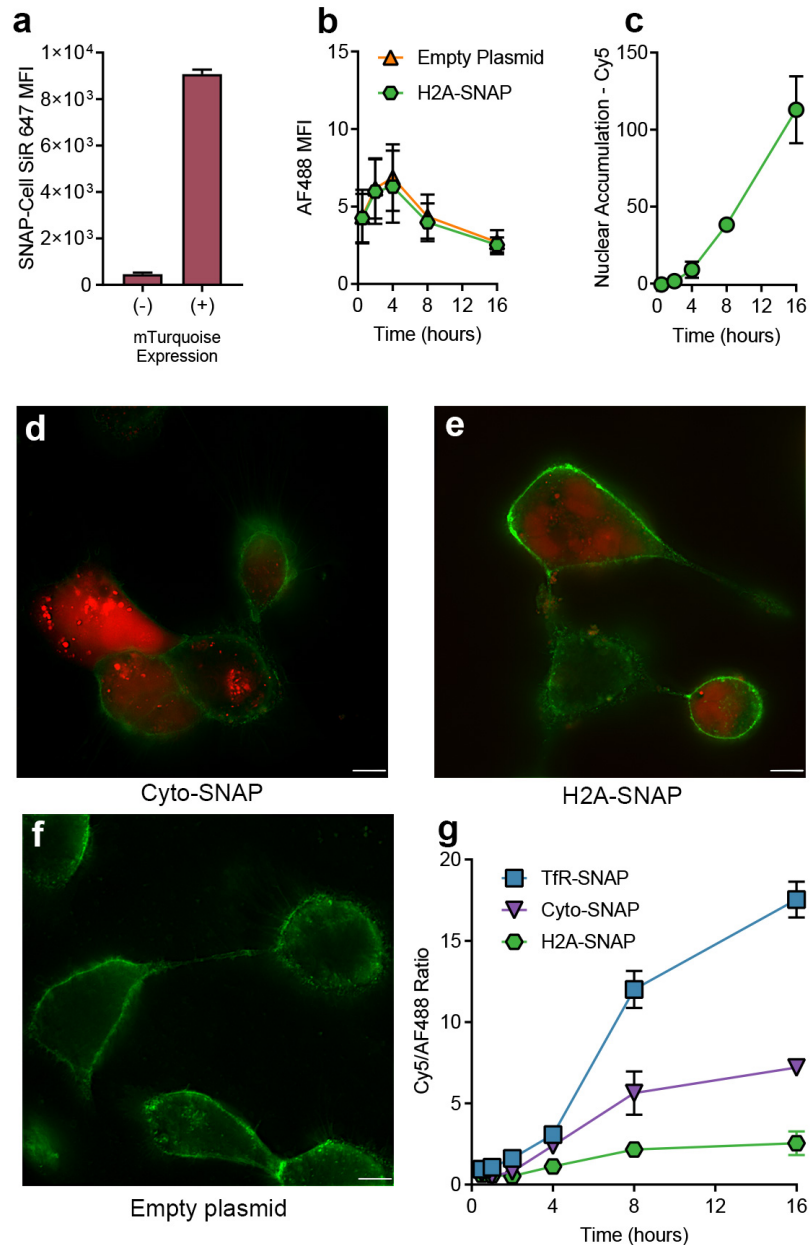 a
SNAP-Cell SiR 647 MFI
1×10⁴
8×10³
6×10³
4×10³
2×10³
0
(-)
(+)
mTurquoise
Expression
b
AF488 MFI
15
10
5
0
Empty Plasmid
H2A-SNAP
0
4
8
12
16
Time (hours)
c
Nuclear Accumulation - Cy5
150
100
50
0
0
4
8
12
16
Time (hours)
d
Cyto-SNAP
e
H2A-SNAP
f
Empty plasmid
g
Cy5/AF488 Ratio
20
15
10
5
0
TfR-SNAP
Cyto-SNAP
H2A-SNAP
0
4
8
12
16
Time (hours)